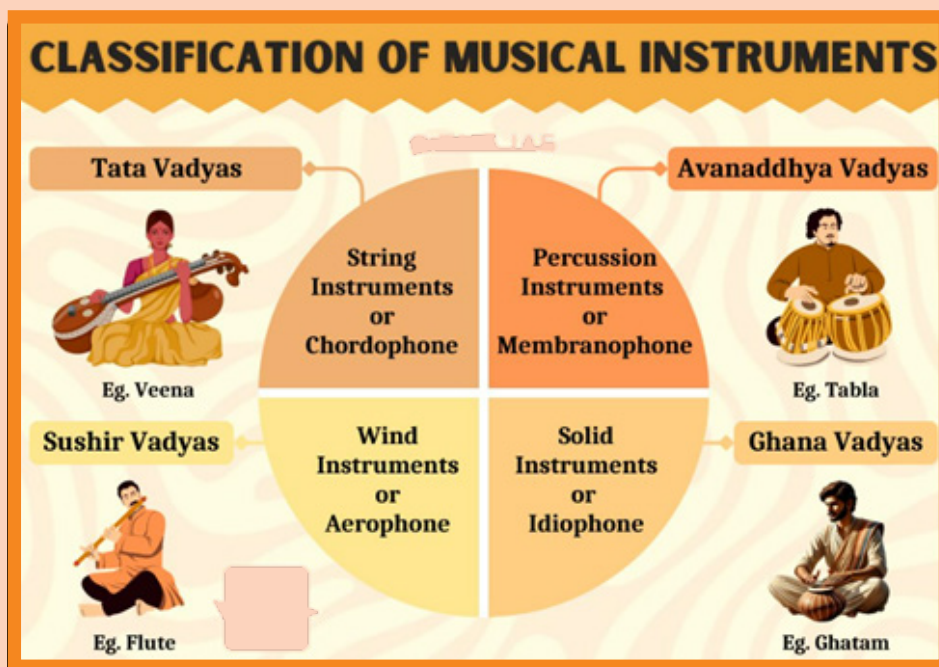 CLASSIFICATION OF MUSICAL INSTRUMENTS
Tata Vadyas
Avanaddhya Vadyas
String
Instruments
or
Chordophone
Percussion
Instruments
or
Membranophone
Eg. Veena
Eg. Tabla
Sushir Vadyas
Ghana Vadyas
Wind
Instruments
or
Aerophone
Solid
Instruments
or
Idiophone
Eg. Flute
Eg. Ghatam